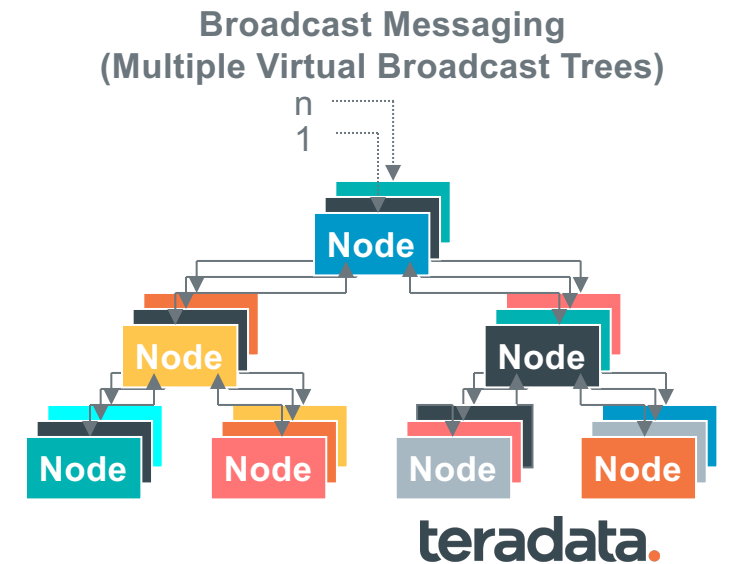 Broadcast Messaging
(Multiple Virtual Broadcast Trees)
n
1
Node
Node
Node
Node
Node
Node
Node
teradata.